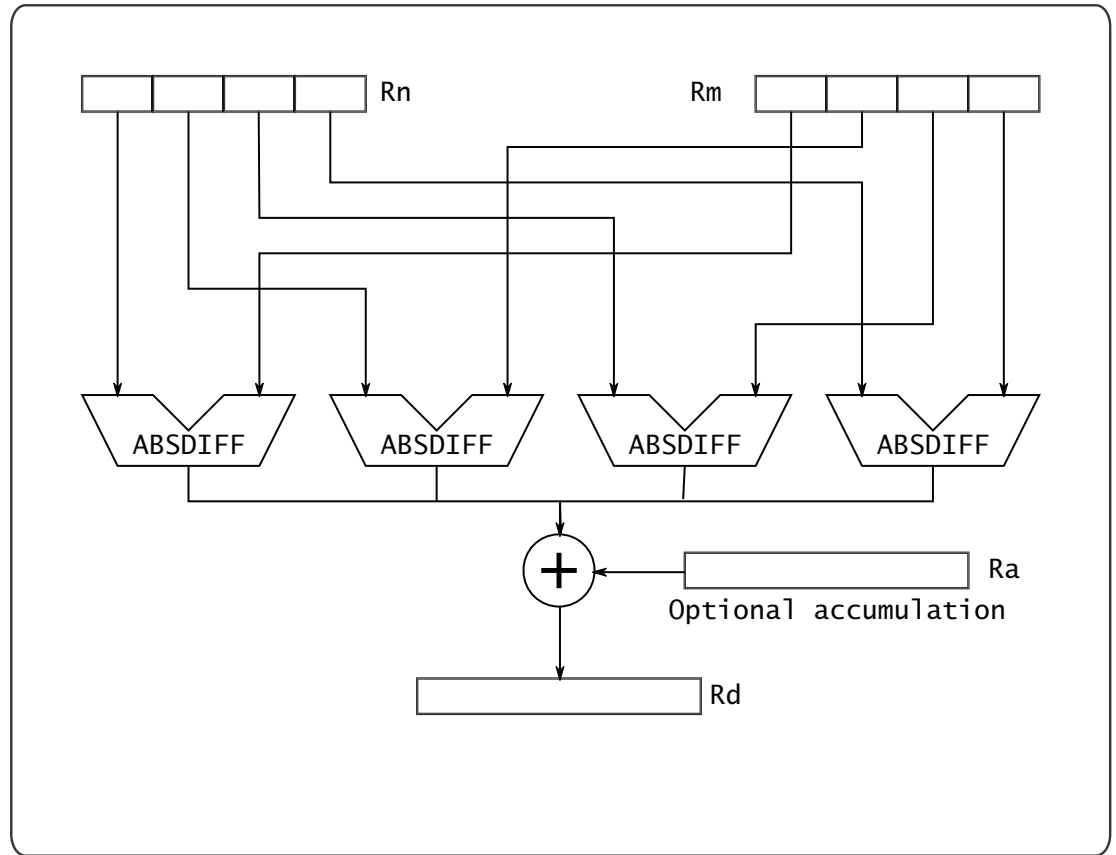 Rn
Rm
ABSDIFF
ABSDIFF
ABSDIFF
ABSDIFF
+
Ra
Optional accumulation
Rd